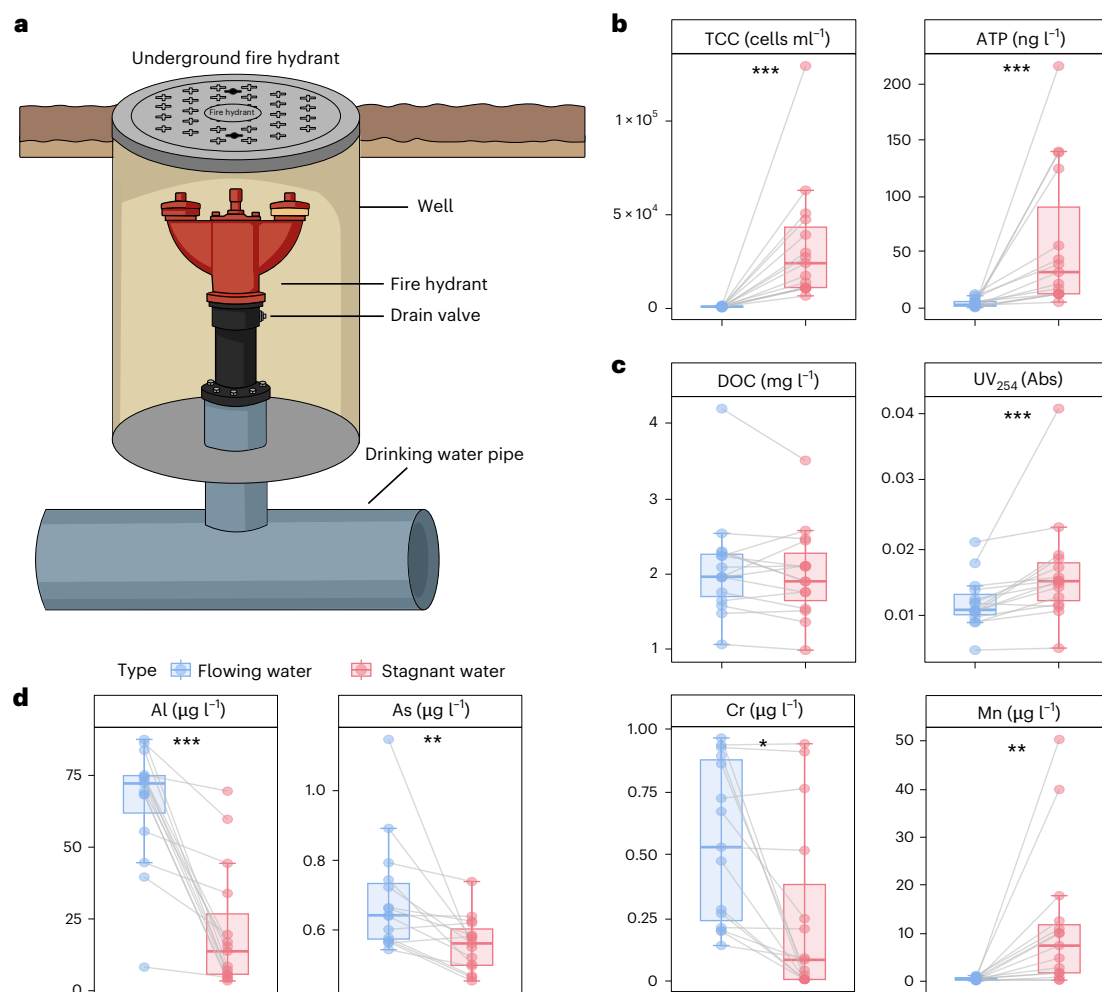 a
Underground fire hydrant
Fire hydrant
Well
Fire hydrant
Drain valve
Drinking water pipe
b
TCC (cells ml⁻¹)
***
1 × 10⁵
5 × 10⁴
0
ATP (ng l⁻¹)
***
200
150
100
50
0
c
DOC (mg l⁻¹)
4
3
2
1
UV₂₅₄ (Abs)
***
0.04
0.03
0.02
0.01
Type Flowing water Stagnant water
d
Al (µg l⁻¹)
***
75
50
25
0
As (µg l⁻¹)
**
1.0
0.8
0.6
Cr (µg l⁻¹)
*
1.00
0.75
0.50
0.25
0
Mn (µg l⁻¹)
**
50
40
30
20
10
0